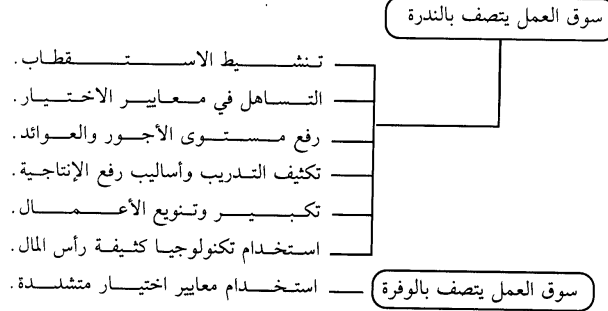 سوق العمل يتصف بالندرة
تنشيط الاستقطاب.
التساهل في معايير الاختيار.
رفع مستوى الأجور والعوائد.
تكثيف التدريب وأساليب رفع الإنتاجية.
تكبير وتنويع الأعمال.
استخدام تكنولوجيا كثيفة رأس المال.
سوق العمل يتصف بالوفرة استخدام معايير اختيار متشددة.